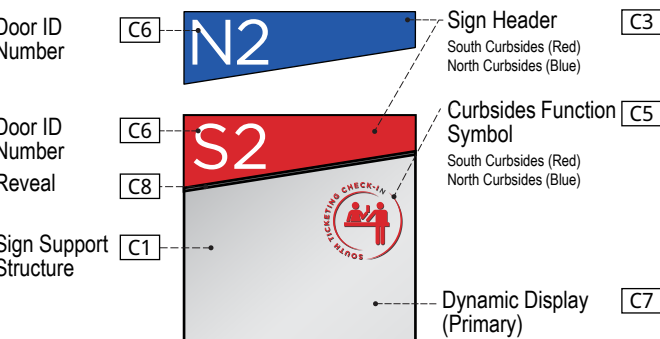 Door ID
Number
C6
N2
Sign Header
South Curbsides (Red)
North Curbsides (Blue)
C3
Door ID
Number
C6
S2
Curbsides Function
Symbol
South Curbsides (Red)
North Curbsides (Blue)
C5
Reveal
C8
SOUTH TICKETING CHECK-IN
Sign Support
Structure
C1
Dynamic Display
(Primary)
C7